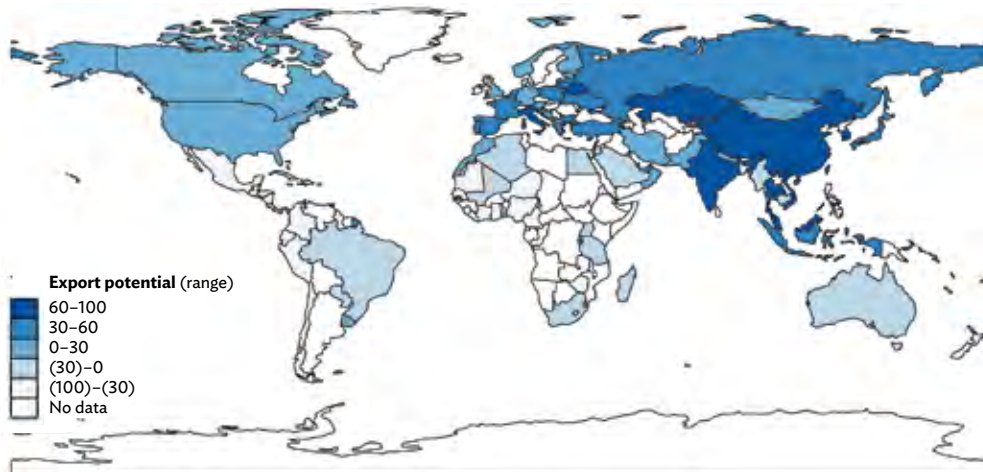 Export potential (range)
60–100
30–60
0–30
(30)–0
(100)–(30)
No data